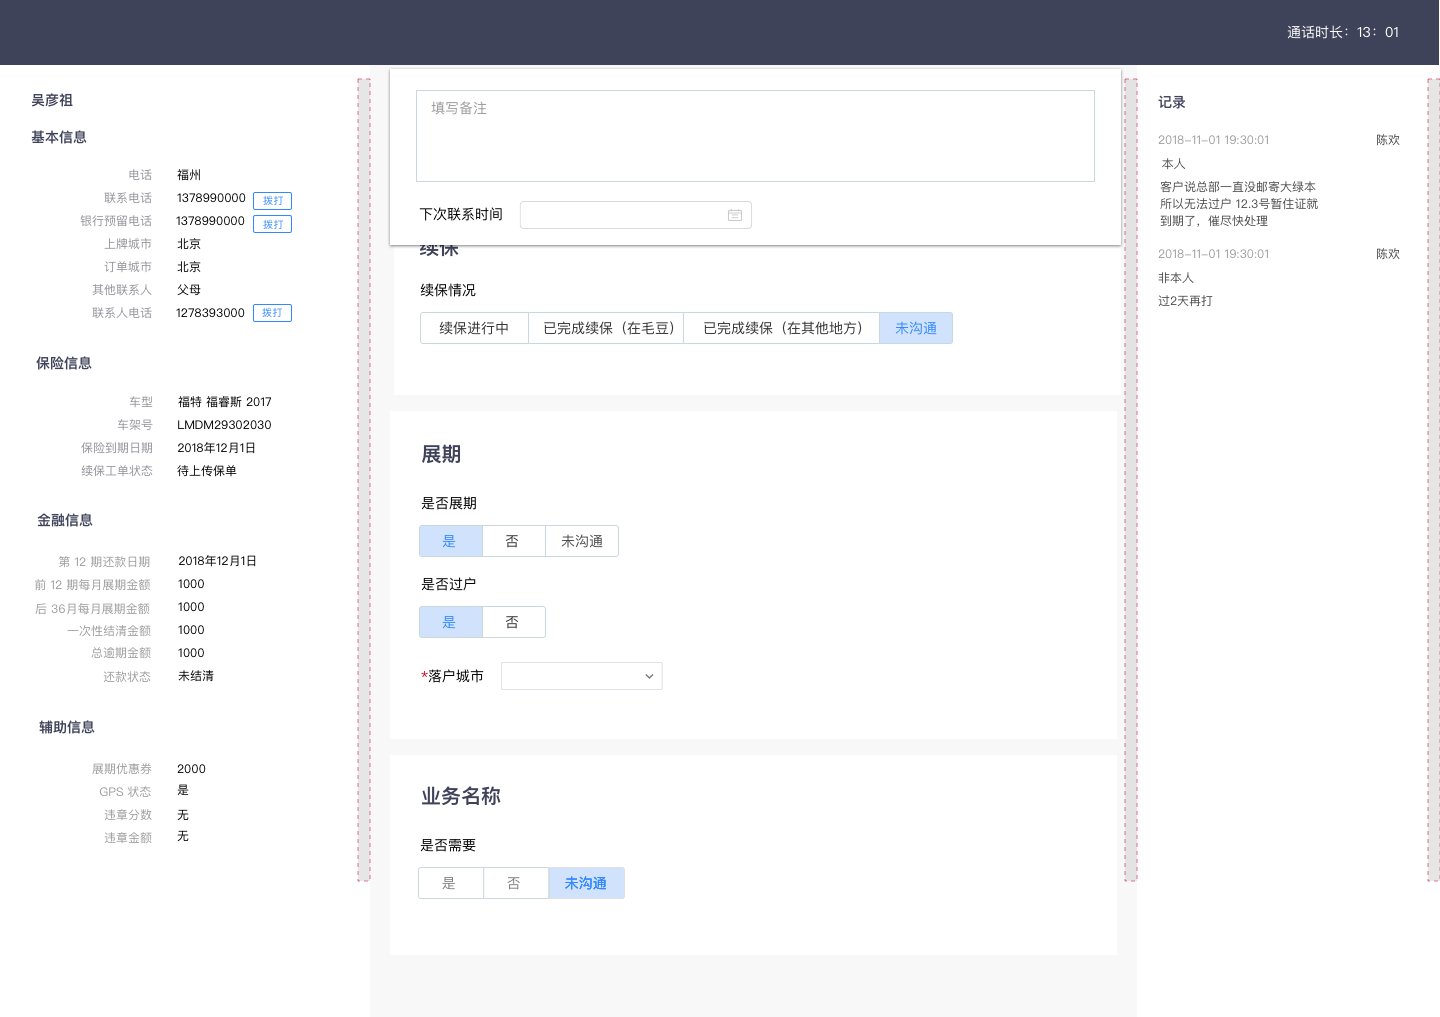 通话时长：13：01
吴彦祖
基本信息
电话 福州
联系电话 1378990000 拨打
银行预留电话 1378990000 拨打
上牌城市 北京
订单城市 北京
其他联系人 父母
联系人电话 1278393000 拨打
保险信息
车型 福特 福睿斯 2017
车架号 LMDM29302030
保险到期日期 2018年12月1日
续保工单状态 待上传保单
金融信息
第 12 期还款日期 2018年12月1日
前 12 期每月展期金额 1000
后 36月每月展期金额 1000
一次性结清金额 1000
总逾期金额 1000
还款状态 未结清
辅助信息
展期优惠券 2000
GPS 状态 是
违章分数 无
违章金额 无
填写备注
下次联系时间
续保
续保情况
续保进行中 已完成续保（在毛豆） 已完成续保（在其他地方） 未沟通
展期
是否展期
是 否 未沟通
是否过户
是 否
*落户城市
业务名称
是否需要
是 否 未沟通
记录
2018-11-01 19:30:01 陈欢
本人
客户说总部一直没邮寄大绿本
所以无法过户 12.3号暂住证就
到期了，催尽快处理
2018-11-01 19:30:01 陈欢
非本人
过2天再打